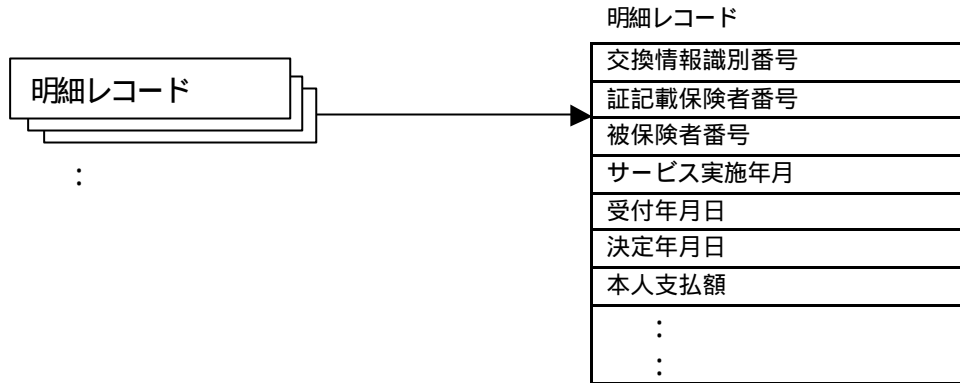 明細レコード
明細レコード
:
交換情報識別番号
証記載保険者番号
被保険者番号
サービス実施年月
受付年月日
決定年月日
本人支払額
:
: